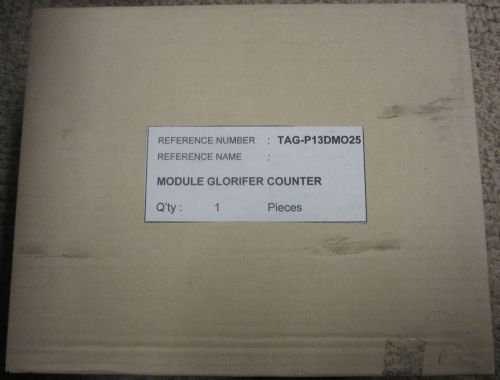 REFERENCE NUMBER : TAG-P13DMO25
REFERENCE NAME :
MODULE GLORIFER COUNTER
Q'ty : 1 Pieces